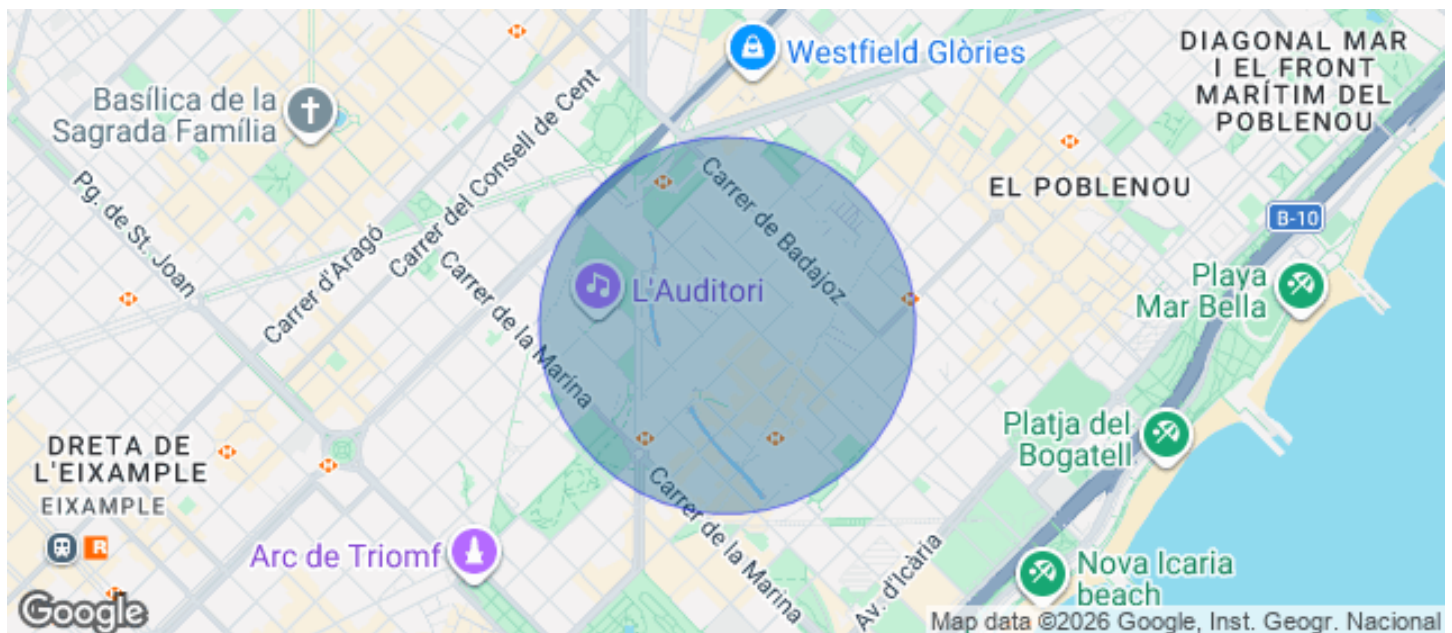 Westfield Glòries
DIAGONAL MAR
I EL FRONT
MARÍTIM DEL
POBLENOU
Basílica de la
Sagrada Família
Carrer del Consell de Cent
Carrer de Badajoz
EL POBLENOU
Pg. de St. Joan
B-10
Carrer d'Aragó
Carrer de la Marina
L'Auditori
Playa
Mar Bella
Platja del
Bogatell
DRETA DE
L'EIXAMPLE
EIXAMPLE
Carrer de la Marina
R
Arc de Triomf
Av. d'Icària
Nova Icaria
beach
Google
Map data ©2026 Google, Inst. Geogr. Nacional